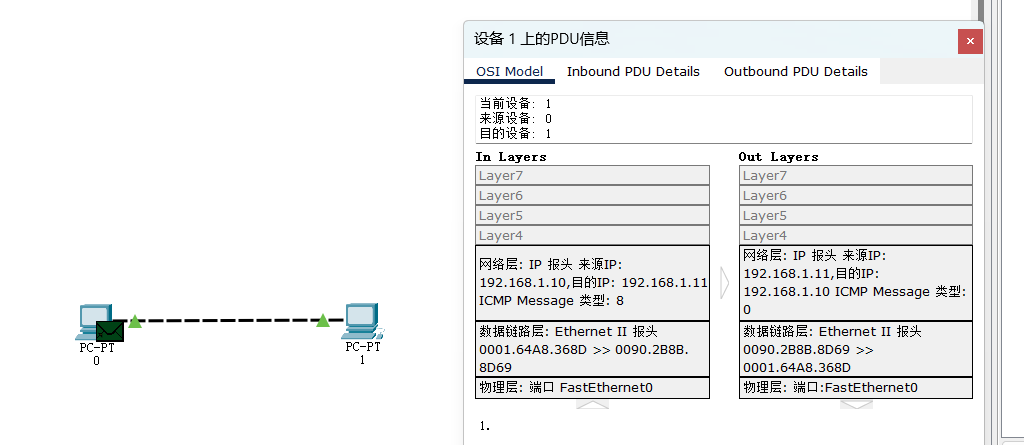 设备 1 上的PDU信息
OSI Model
Inbound PDU Details
Outbound PDU Details
当前设备: 1
来源设备: 0
目的设备: 1
In Layers
Layer7
Layer6
Layer5
Layer4
网络层: IP 报头 来源IP:
192.168.1.10,目的IP: 192.168.1.11
ICMP Message 类型: 8
数据链路层: Ethernet II 报头
0001.64A8.368D >> 0090.2B8B.
8D69
物理层: 端口 FastEthernet0
Out Layers
Layer7
Layer6
Layer5
Layer4
网络层: IP 报头 来源IP:
192.168.1.11,目的IP:
192.168.1.10 ICMP Message 类型:
0
数据链路层: Ethernet II 报头
0090.2B8B.8D69 >>
0001.64A8.368D
物理层: 端口:FastEthernet0
1.
PC-PT
0
PC-PT
1